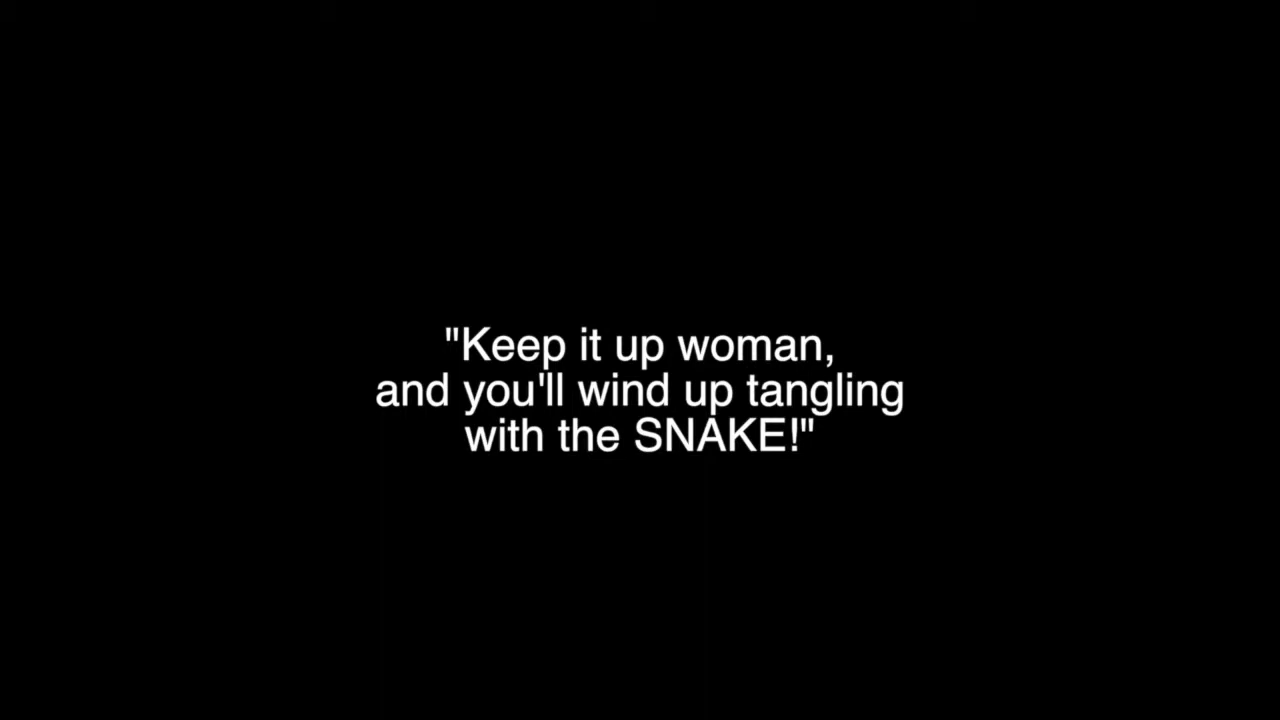 "Keep it up woman,
and you'll wind up tangling
with the SNAKE!"